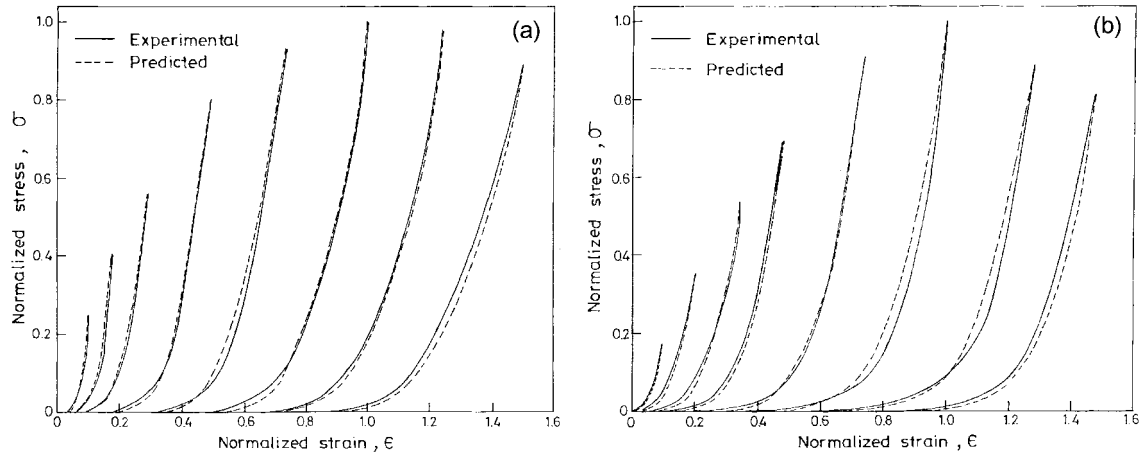 (a)
1.0
Experimental
Predicted
0.8
0.6
0.4
0.2
0
Normalized stress, σ
0.2 0.4 0.6 0.8 1.0 1.2 1.4 1.6
Normalized strain, ϵ
(b)
1.0
Experimental
Predicted
0.8
0.6
0.4
0.2
0
Normalized stress, σ
0 0.2 0.4 0.6 0.8 1.0 1.2 1.4 1.6
Normalized strain, ϵ